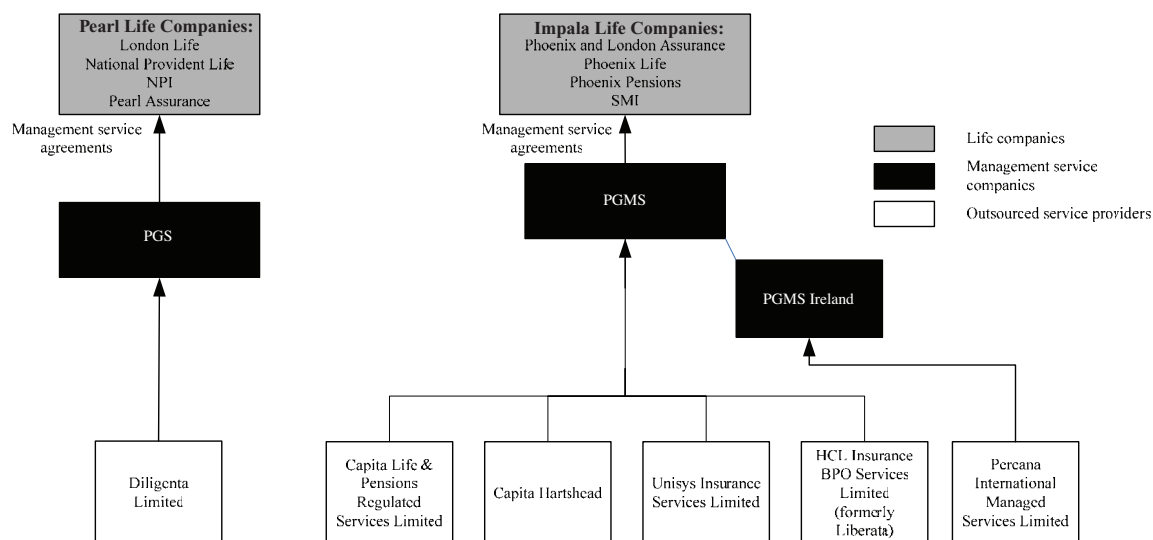 Pearl Life Companies:
London Life
National Provident Life
NPI
Pearl Assurance
Management service
agreements
PGS
Diligenta
Limited
Impala Life Companies:
Phoenix and London Assurance
Phoenix Life
Phoenix Pensions
SMI
Management service
agreements
PGMS
PGMS Ireland
Capita Life &
Pensions
Regulated
Services Limited
Capita Hartshead
Unisys Insurance
Services Limited
HCL Insurance
BPO Services
Limited
(formerly
Liberata)
Percana
International
Managed
Services Limited
Life companies
Management service
companies
Outsourced service providers